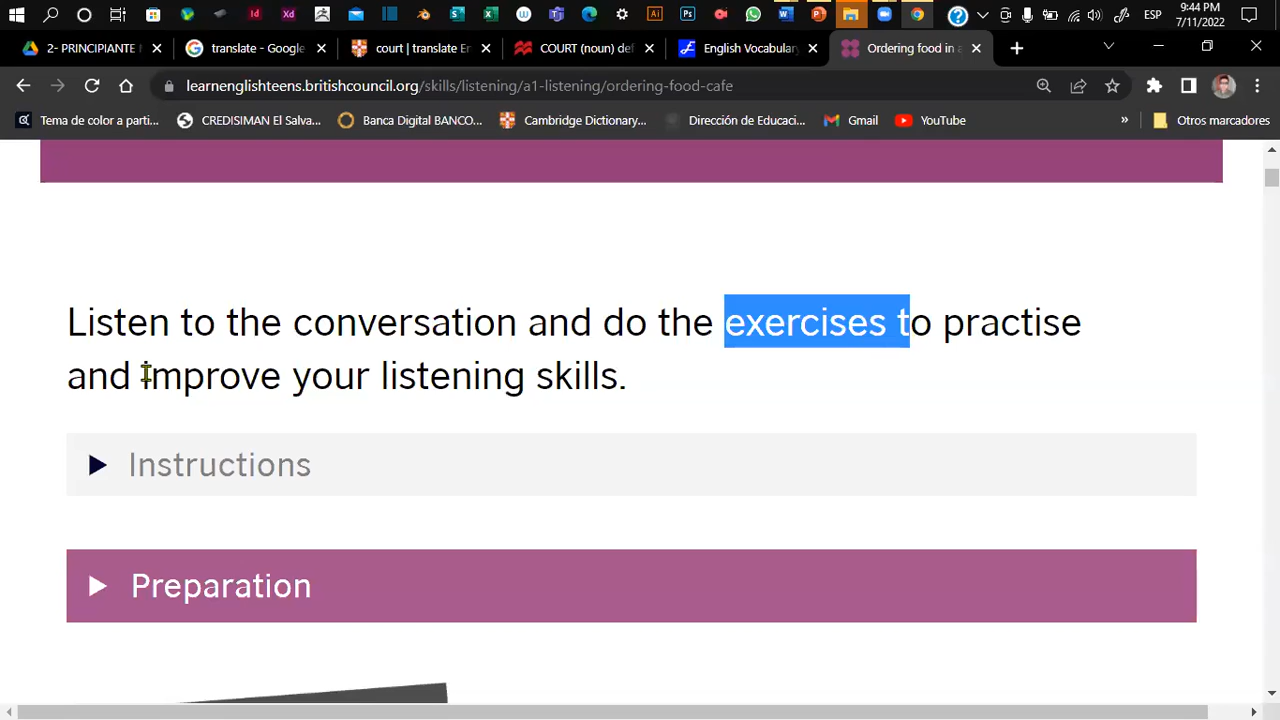 9:44 PM
ESP
7/11/2022
2- PRINCIPIANTE M
translate - Google
court | translate En
COURT (noun) def
English Vocabulary
Ordering food in a
learnenglishteens.britishcouncil.org/skills/listening/a1-listening/ordering-food-cafe
Tema de color a parti...
CREDISIMAN El Salva...
Banca Digital BANCO...
Cambridge Dictionary...
Dirección de Educaci...
Gmail
YouTube
»
Otros marcadores
Listen to the conversation and do the exercises to practise
and improve your listening skills.
Instructions
Preparation